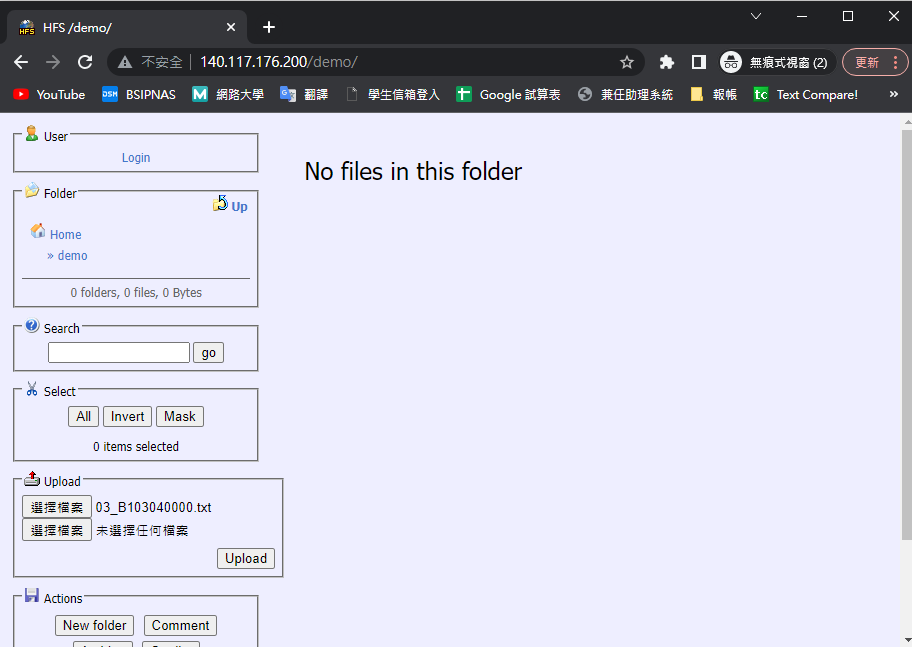 HFS /demo/
不安全 140.117.176.200/demo/ 無痕式視窗 (2) 更新
YouTube DSM BSIPNAS M 網路大學 翻譯 學生信箱登入 Google 試算表 兼任助理系統 報帳 tc Text Compare! »
User
Login
Folder
Up
Home
» demo
0 folders, 0 files, 0 Bytes
Search
go
Select
All Invert Mask
0 items selected
Upload
選擇檔案 03_B103040000.txt
選擇檔案 未選擇任何檔案
Upload
Actions
New folder Comment
No files in this folder